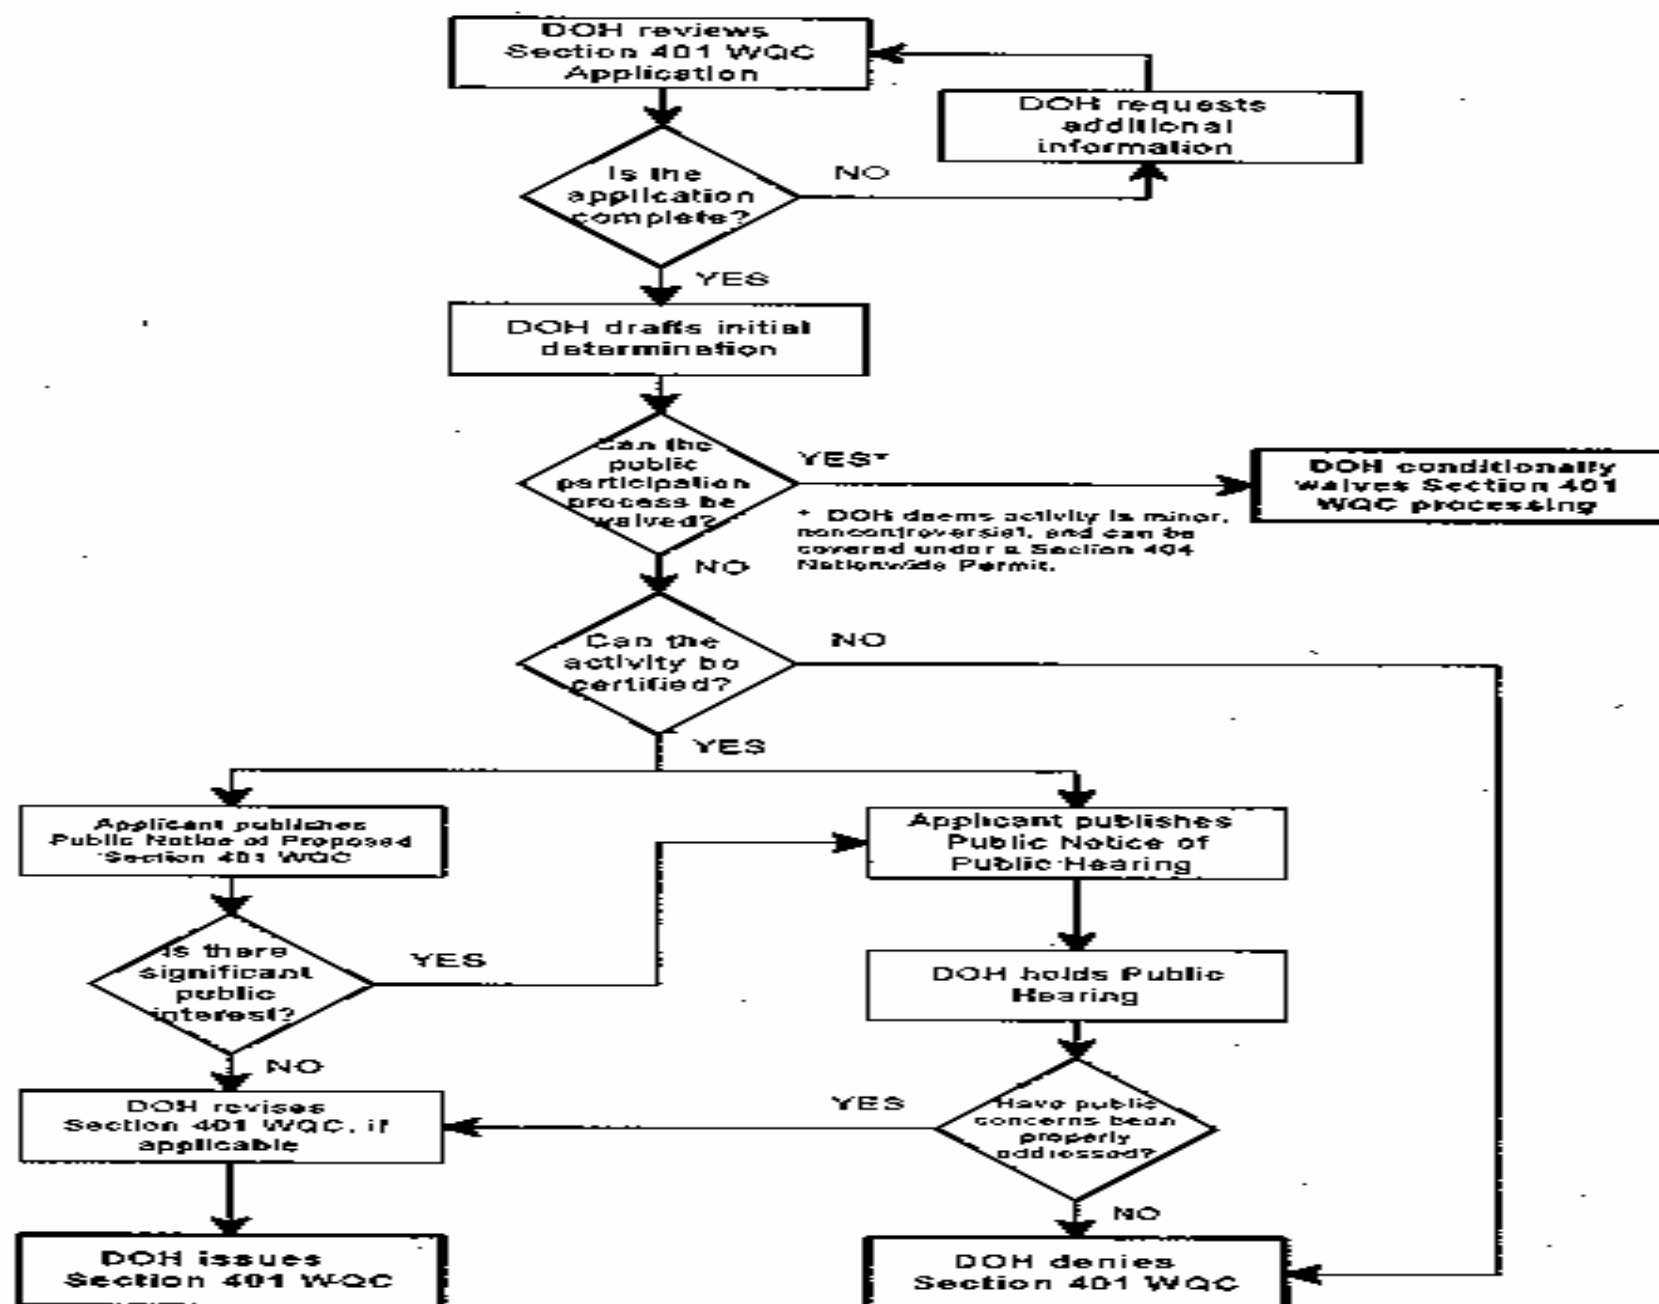 DOH reviews
Section 401 WQC
Application
DOH requests
additional
information
Is the
application
complete?
NO
YES
DOH drafts initial
determination
Can the
public
participation
process be
waived?
YES*
DOH conditionally
waives Section 401
WQC processing
* DOH deems activity is minor,
noncontroversial, and can be
covered under a Section 404
Nationwide Permit.
NO
Can the
activity be
certified?
NO
YES
Applicant publishes
Public Notice of Proposed
Section 401 WQC
Applicant publishes
Public Notice of
Public Hearing
Is there
significant
public
interest?
YES
DOH holds Public
Hearing
NO
DOH revises
Section 401 WQC, if
applicable
YES
Have public
concerns been
properly
addressed?
NO
DOH issues
Section 401 WQC
DOH denies
Section 401 WQC